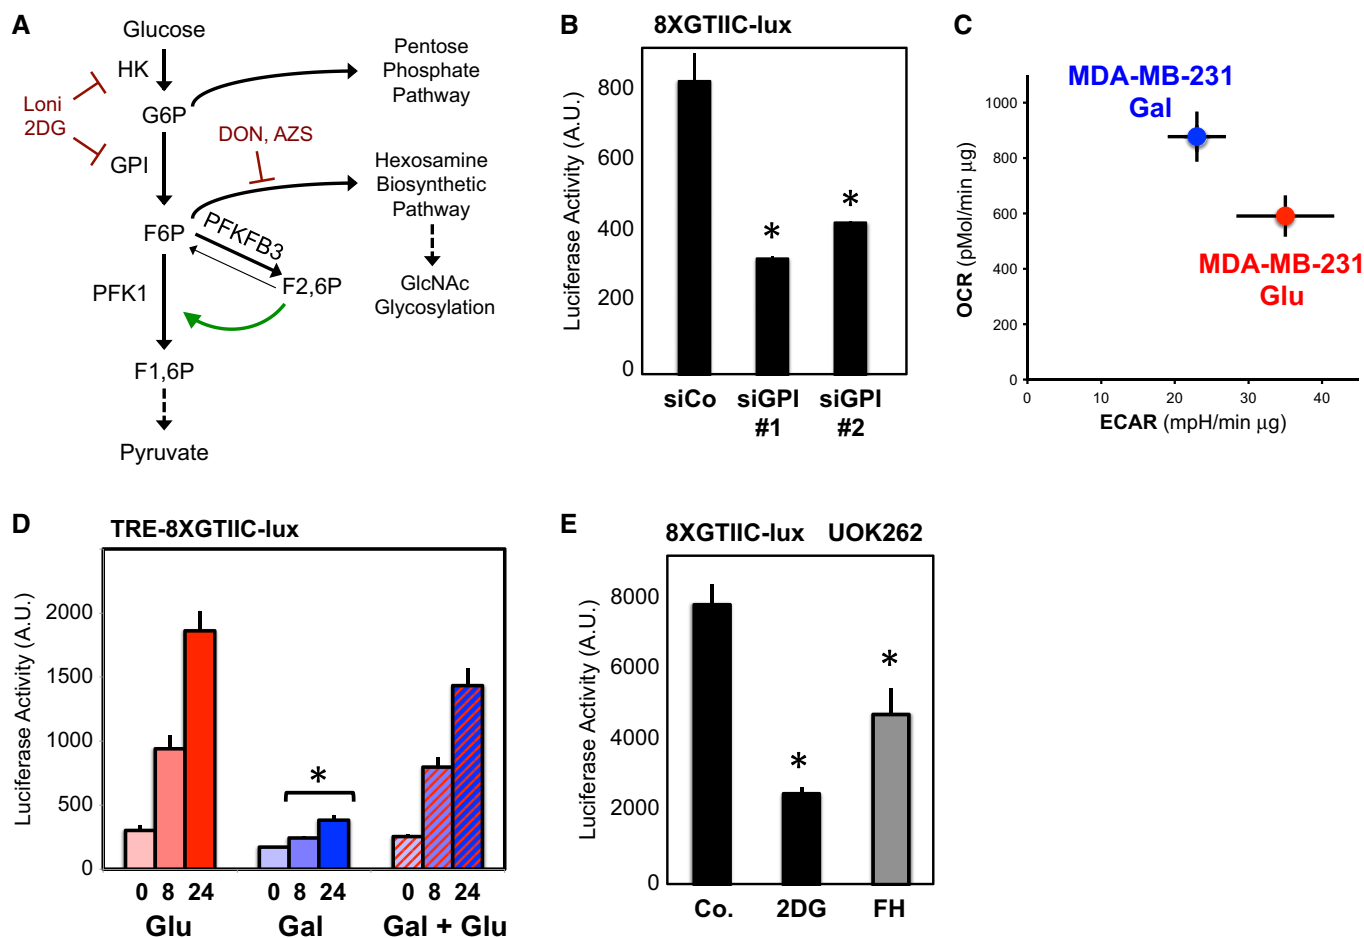 A
Glucose
HK
Loni
2DG
G6P
GPI
F6P
PFK1
F1,6P
Pyruvate
Pentose
Phosphate
Pathway
DON, AZS
Hexosamine
Biosynthetic
Pathway
PFKFB3
F2,6P
GlcNAc
Glycosylation
B
8XGTIIC-lux
Luciferase Activity (A.U.)
800
600
400
200
0
*
*
siCo siGPI siGPI
#1 #2
C
OCR (pMol/min µg)
1000
800
600
400
200
0
MDA-MB-231
Gal
MDA-MB-231
Glu
0 10 20 30 40
ECAR (mpH/min µg)
D
TRE-8XGTIIC-lux
Luciferase Activity (A.U.)
2000
1500
1000
500
0
*
0 8 24 0 8 24 0 8 24
Glu Gal Gal + Glu
E
8XGTIIC-lux UOK262
Luciferase Activity (A.U.)
8000
6000
4000
2000
0
*
*
Co. 2DG FH